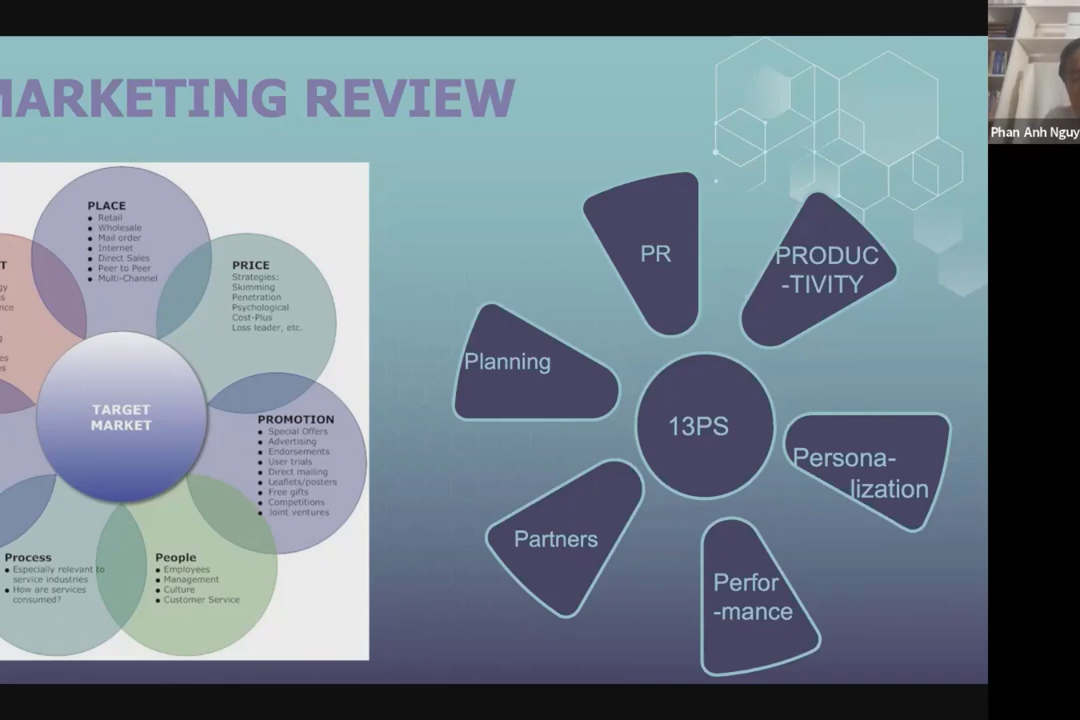 MARKETING REVIEW
PLACE
Retail
Wholesale
Mail order
Internet
Direct Sales
Peer to Peer
Multi-Channel
PRICE
Strategies:
Skimming
Penetration
Psychological
Cost-Plus
Loss leader, etc.
PROMOTION
Special Offers
Advertising
Endorsements
User trials
Direct mailing
Leaflets/posters
Free gifts
Competitions
Joint ventures
People
Employees
Management
Culture
Customer Service
Process
Especially relevant to
service industries
How are services
consumed?
TARGET
MARKET
PR
PRODUC
-TIVITY
Persona-
lization
Perfor
-mance
Partners
Planning
13PS
Phan Anh Nguy